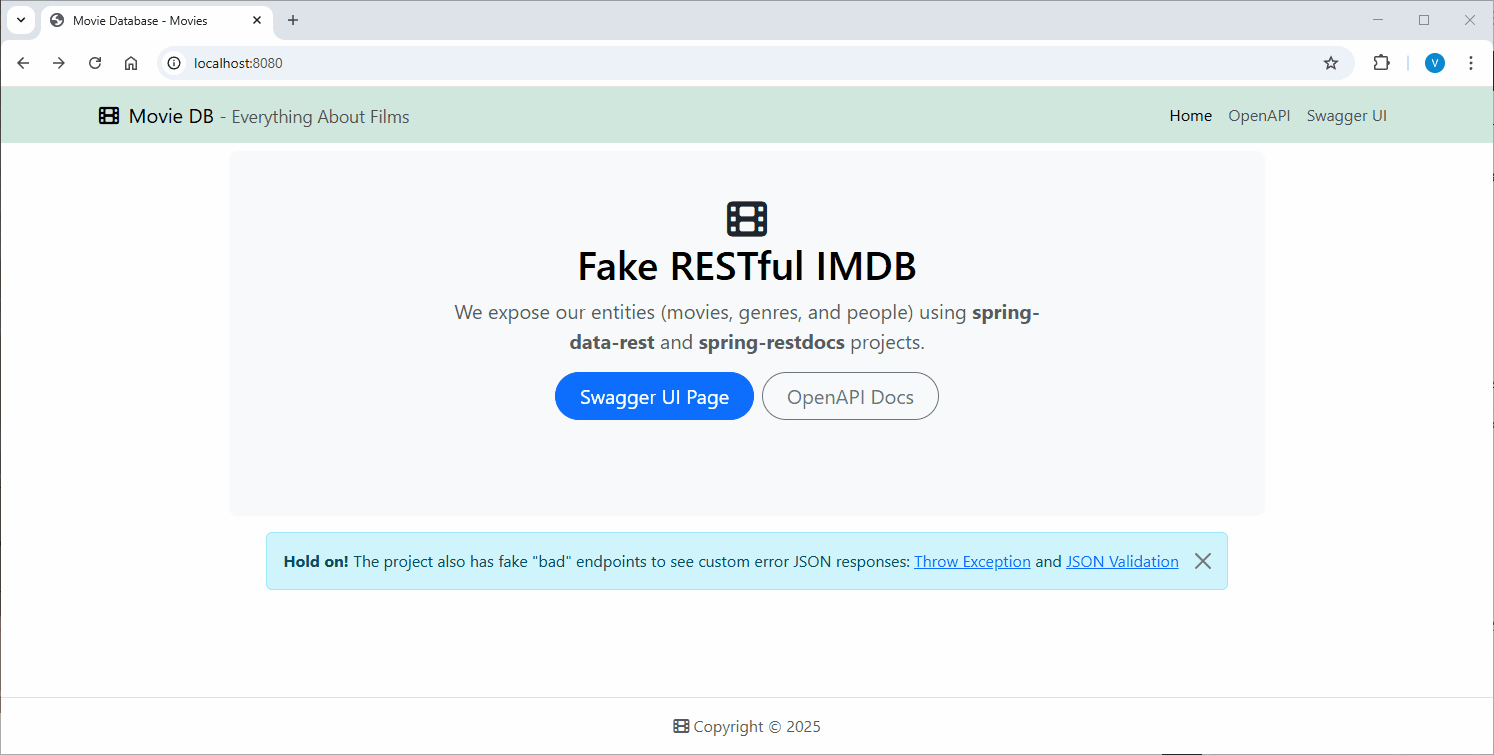 Movie Database - Movies
localhost:8080
V
Movie DB - Everything About Films
Home OpenAPI Swagger UI
Fake RESTful IMDB
We expose our entities (movies, genres, and people) using spring-
data-rest and spring-restdocs projects.
Swagger UI Page OpenAPI Docs
Hold on! The project also has fake "bad" endpoints to see custom error JSON responses: Throw Exception and JSON Validation
Copyright © 2025